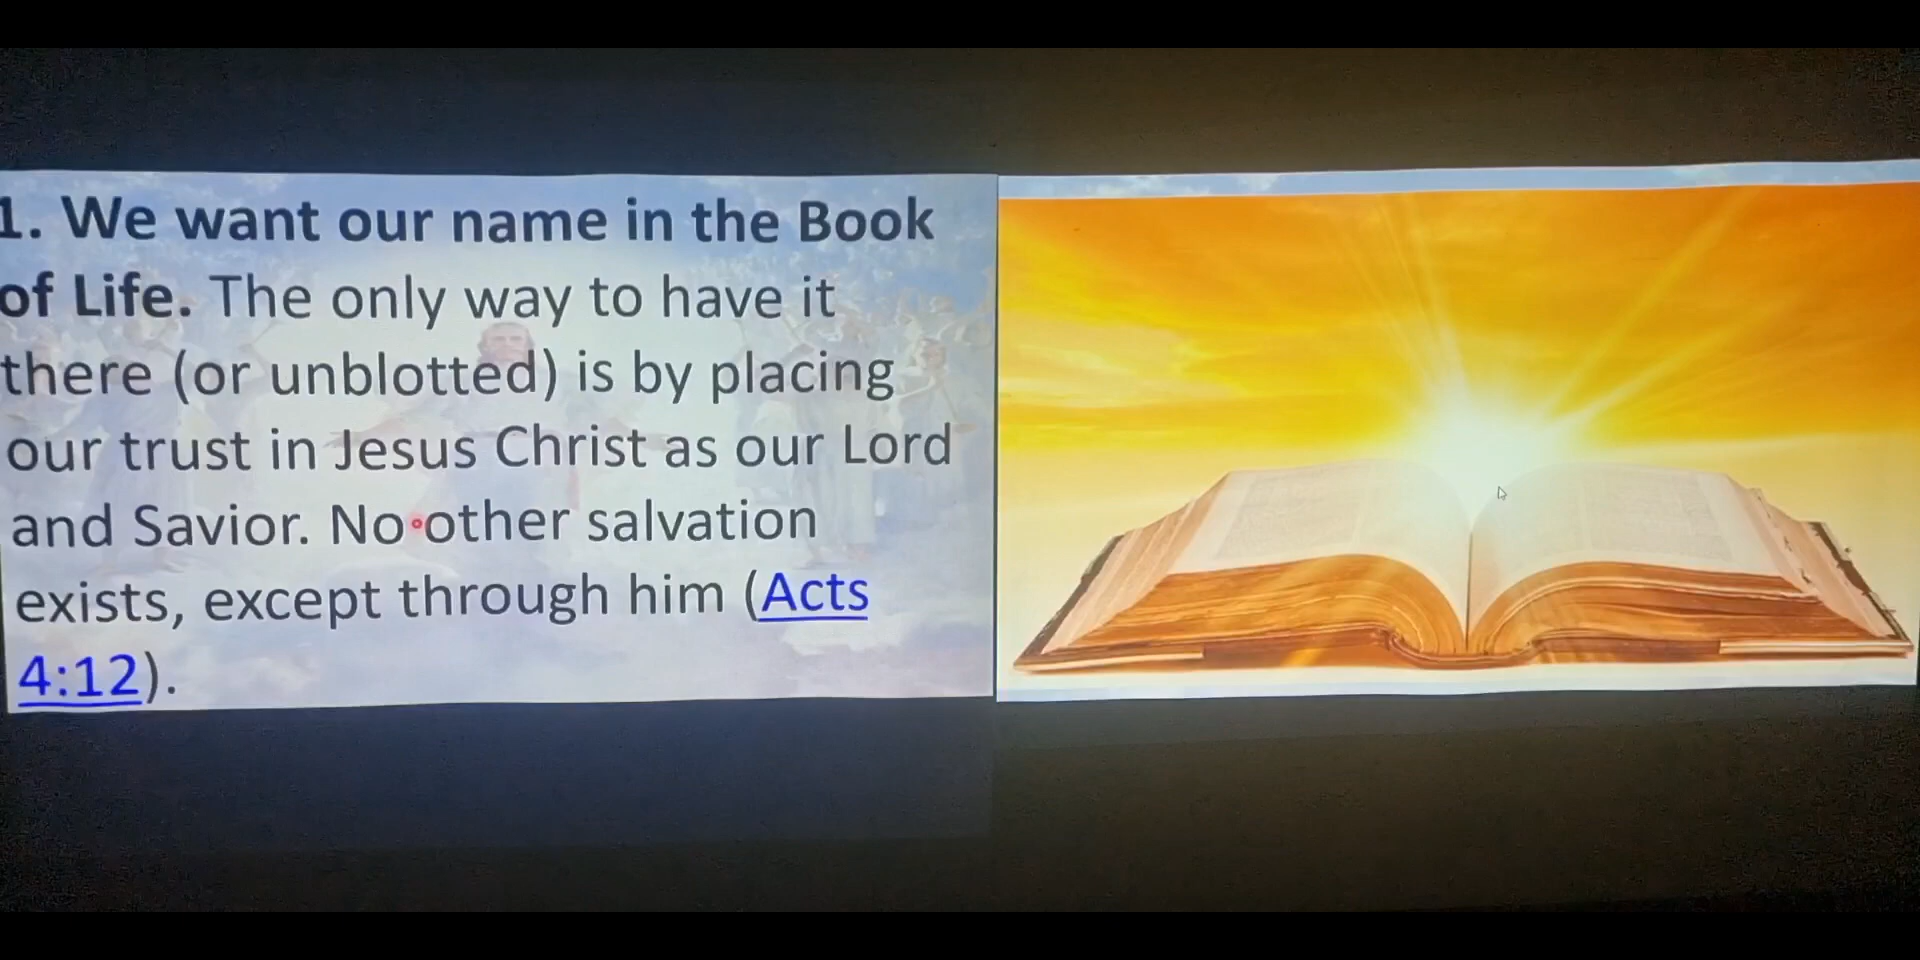 1. We want our name in the Book
of Life. The only way to have it
there (or unblotted) is by placing
our trust in Jesus Christ as our Lord
and Savior. No other salvation
exists, except through him (Acts
4:12).